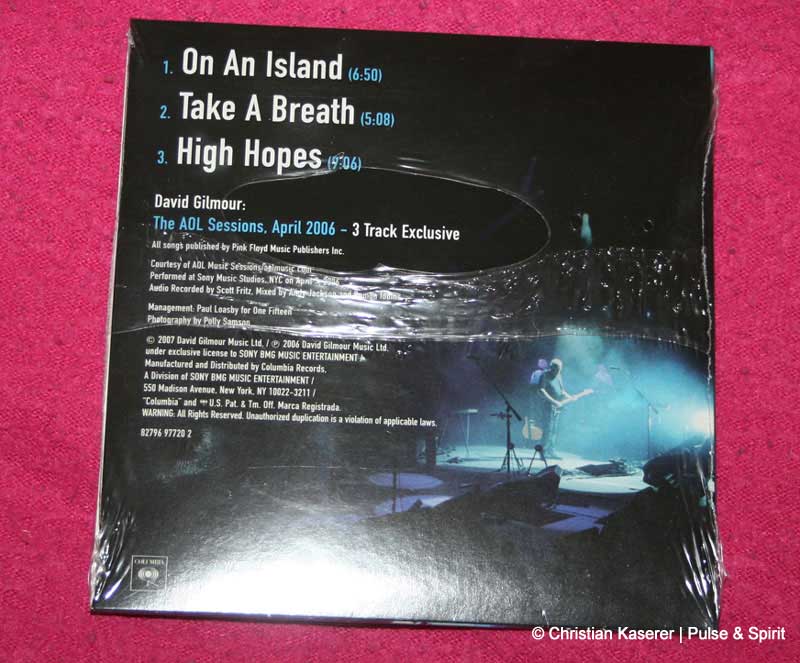 1. On An Island (6:50)
2. Take A Breath (5:08)
3. High Hopes (9:06)
David Gilmour:
The AOL Sessions, April 2006 - 3 Track Exclusive
All songs published by Pink Floyd Music Publishers Inc.
Courtesy of AOL Music Sessions/aolmusic.com
Performed at Sony Music Studios, NYC on April
Audio Recorded by Scott Fritz, Mixed by Andy Jackson and
Management: Paul Loasby for One Fifteen
Photography by Polly Samson
© 2007 David Gilmour Music Ltd. / ℗ 2006 David Gilmour Music Ltd.
under exclusive license to SONY BMG MUSIC ENTERTAINMENT /
Manufactured and Distributed by Columbia Records,
A Division of SONY BMG MUSIC ENTERTAINMENT /
550 Madison Avenue, New York, NY 10022-3211 /
"Columbia" and U.S. Pat. & Tm. Off. Marca Registrada.
WARNING: All Rights Reserved. Unauthorized duplication is a violation of applicable laws.
82796 97720 2
COLUMBIA
© Christian Kaserer | Pulse & Spirit